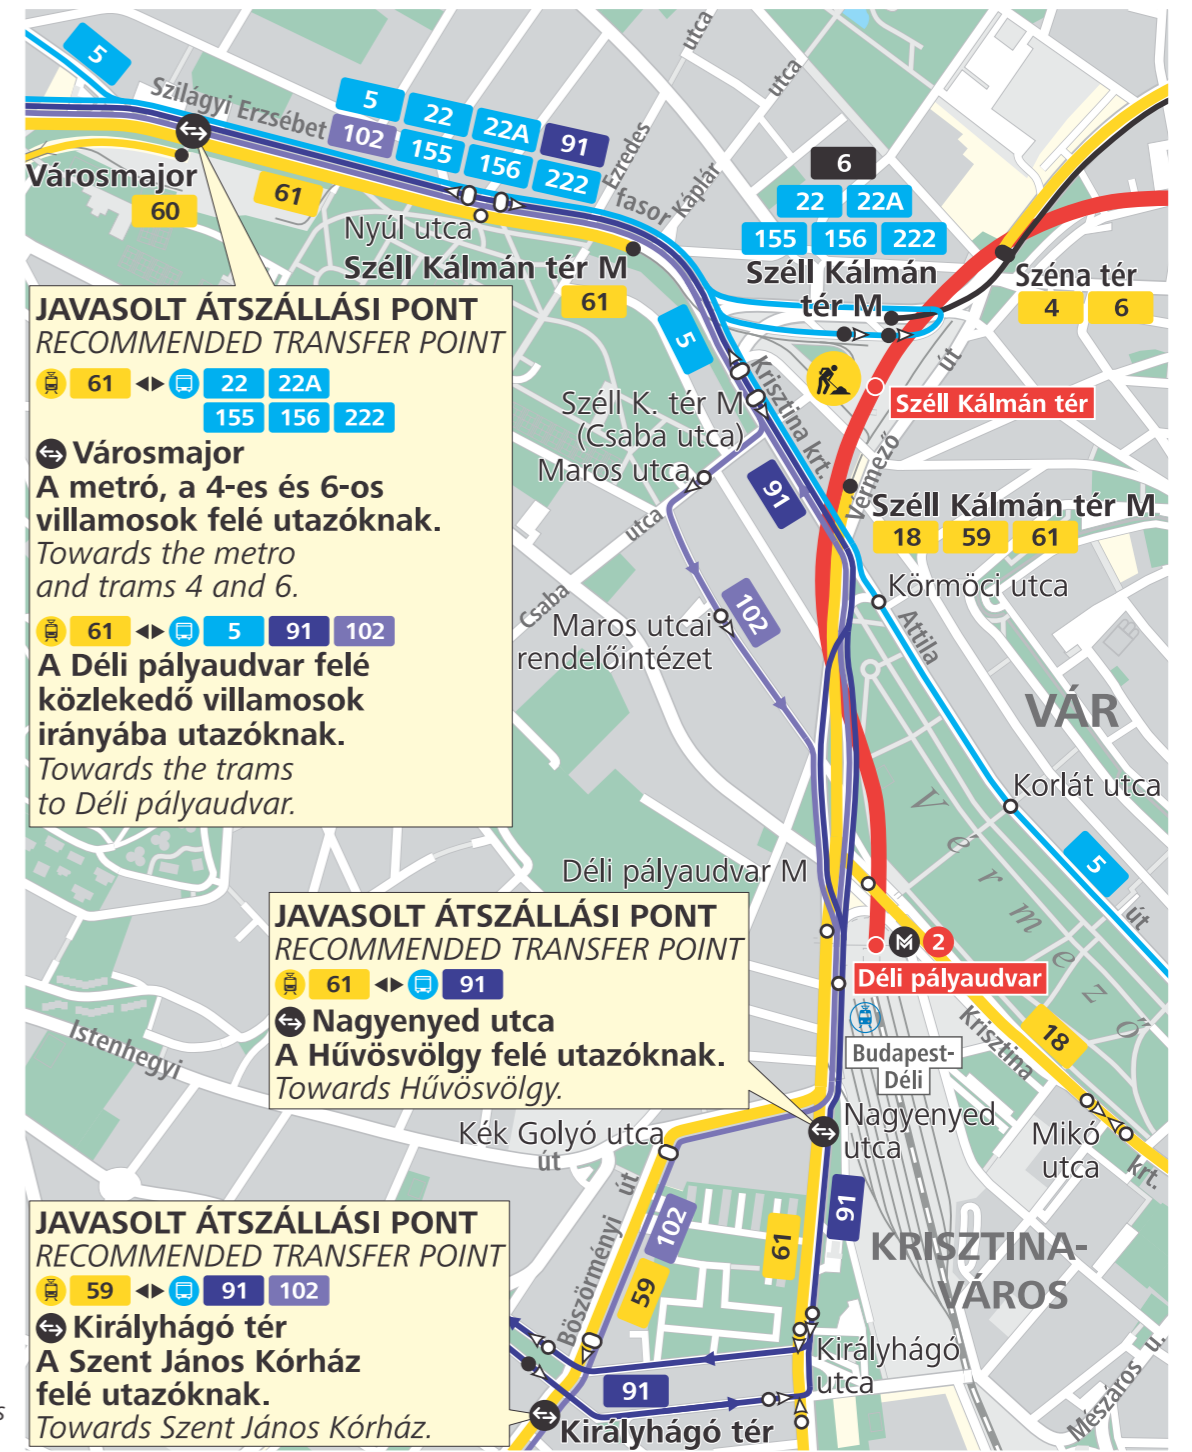 5
Szilágyi Erzsébet
fasor
5 22 22A 91
102 155 156 222
Ezredes
utca
Káplár
utca
Városmajor
60
61
Nyúl utca
Széll Kálmán tér M
61
6
22 22A
155 156 222
Széll Kálmán
tér M
Széna tér
4 6
JAVASOLT ÁTSZÁLLÁSI PONT
RECOMMENDED TRANSFER POINT
61 22 22A
155 156 222
Városmajor
A metró, a 4-es és 6-os
villamosok felé utazóknak.
Towards the metro
and trams 4 and 6.
61 5 91 102
A Déli pályaudvar felé
közlekedő villamosok
irányába utazóknak.
Towards the trams
to Déli pályaudvar.
5
Krisztina krt.
út
Vérmező
Széll Kálmán tér
Széll K. tér M
(Csaba utca)
Maros utca
91
utca
Csaba
Széll Kálmán tér M
18 59 61
Körmöci utca
Attila
út
102
Maros utcai
rendelőintézet
VÁR
Korlát utca
Vérmező
5
Déli pályaudvar M
M 2
Déli pályaudvar
JAVASOLT ÁTSZÁLLÁSI PONT
RECOMMENDED TRANSFER POINT
61 91
Nagyenyed utca
A Hűvösvölgy felé utazóknak.
Towards Hűvösvölgy.
Budapest-
Déli
Krisztina
krt.
18
Istenhegyi
út
Kék Golyó utca
Nagyenyed
utca
Mikó
utca
Böszörményi
út
102
59
61
91
KRISZTINA-
VÁROS
JAVASOLT ÁTSZÁLLÁSI PONT
RECOMMENDED TRANSFER POINT
59 91 102
Királyhágó tér
A Szent János Kórház
felé utazóknak.
Towards Szent János Kórház.
91
Királyhágó
utca
Mészáros u.
Királyhágó tér
s